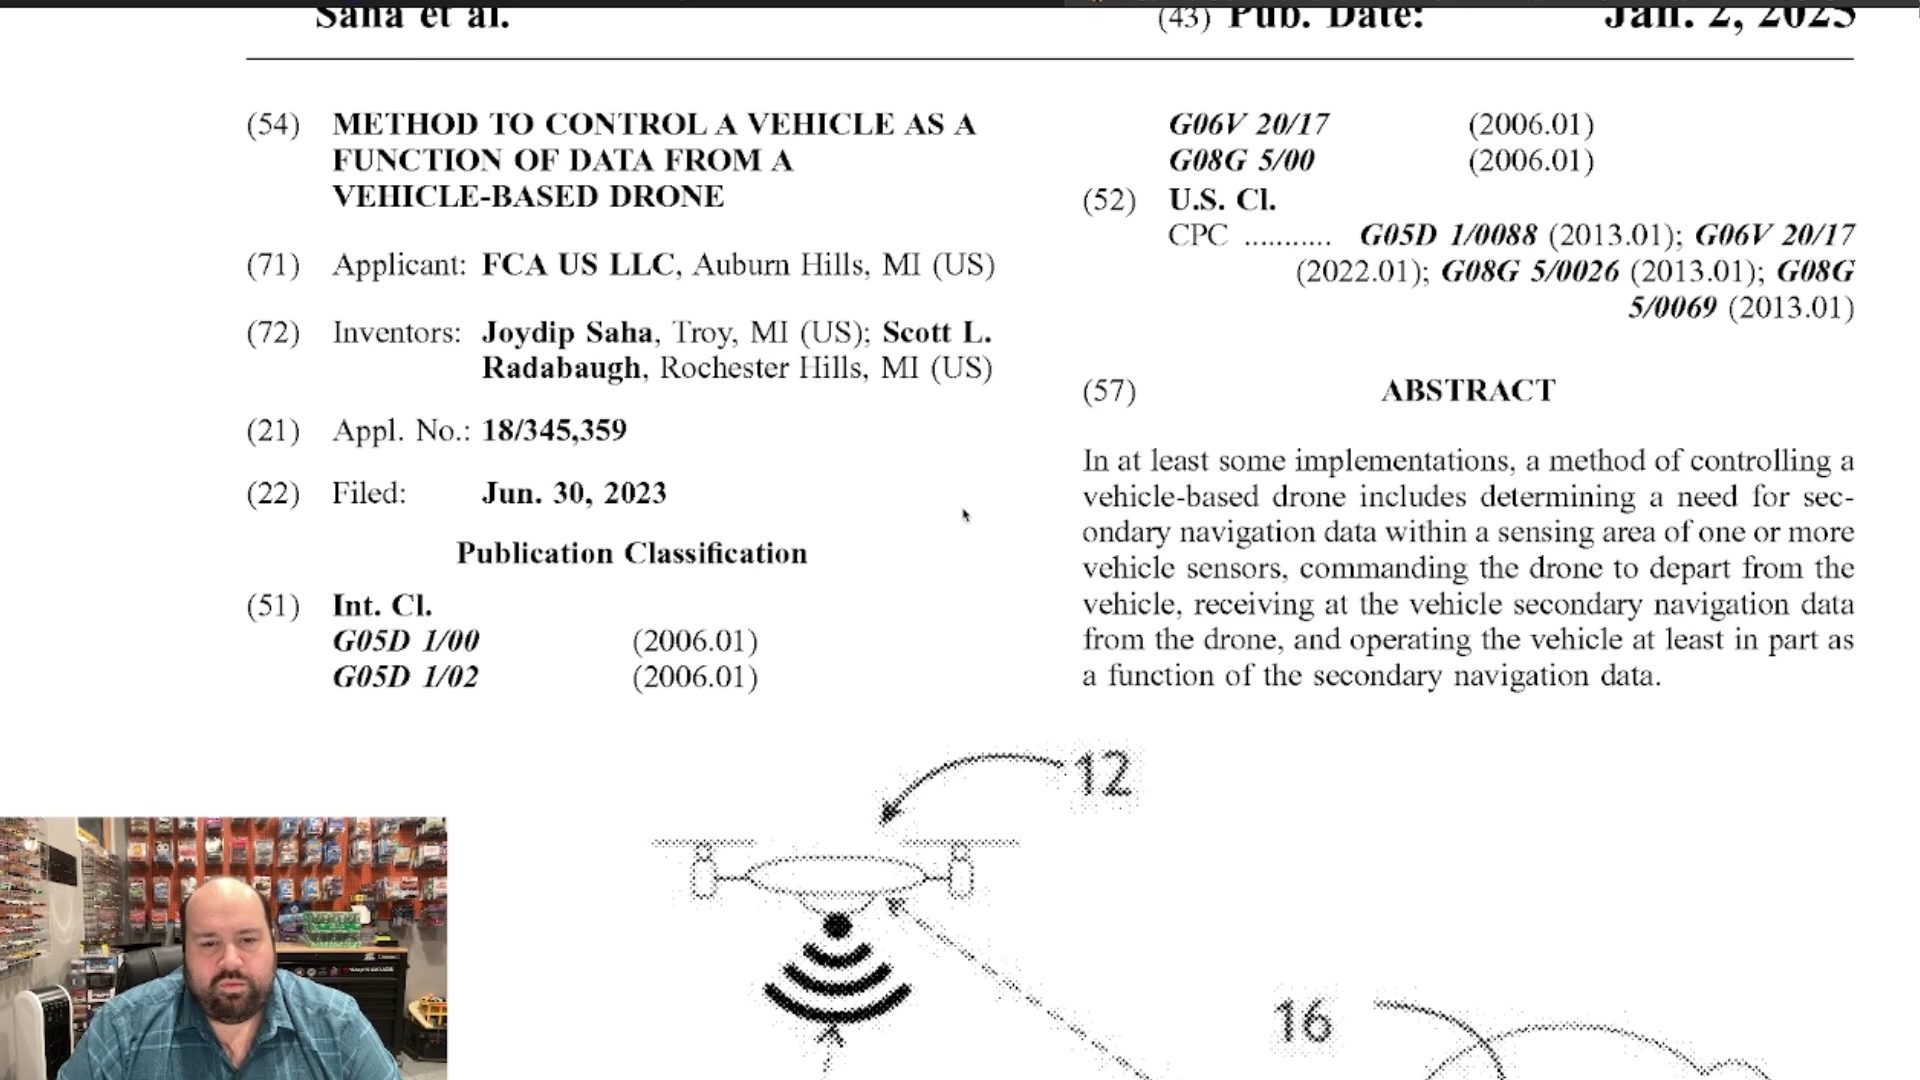 Saha et al.
(43) Pub. Date: Jan. 2, 2025
(54) METHOD TO CONTROL A VEHICLE AS A
FUNCTION OF DATA FROM A
VEHICLE-BASED DRONE
(71) Applicant: FCA US LLC, Auburn Hills, MI (US)
(72) Inventors: Joydip Saha, Troy, MI (US); Scott L.
Radabaugh, Rochester Hills, MI (US)
(21) Appl. No.: 18/345,359
(22) Filed: Jun. 30, 2023
Publication Classification
(51) Int. Cl.
G05D 1/00 (2006.01)
G05D 1/02 (2006.01)
G06V 20/17 (2006.01)
G08G 5/00 (2006.01)
(52) U.S. Cl.
CPC ........... G05D 1/0088 (2013.01); G06V 20/17
(2022.01); G08G 5/0026 (2013.01); G08G
5/0069 (2013.01)
(57) ABSTRACT
In at least some implementations, a method of controlling a
vehicle-based drone includes determining a need for sec-
ondary navigation data within a sensing area of one or more
vehicle sensors, commanding the drone to depart from the
vehicle, receiving at the vehicle secondary navigation data
from the drone, and operating the vehicle at least in part as
a function of the secondary navigation data.
12
16